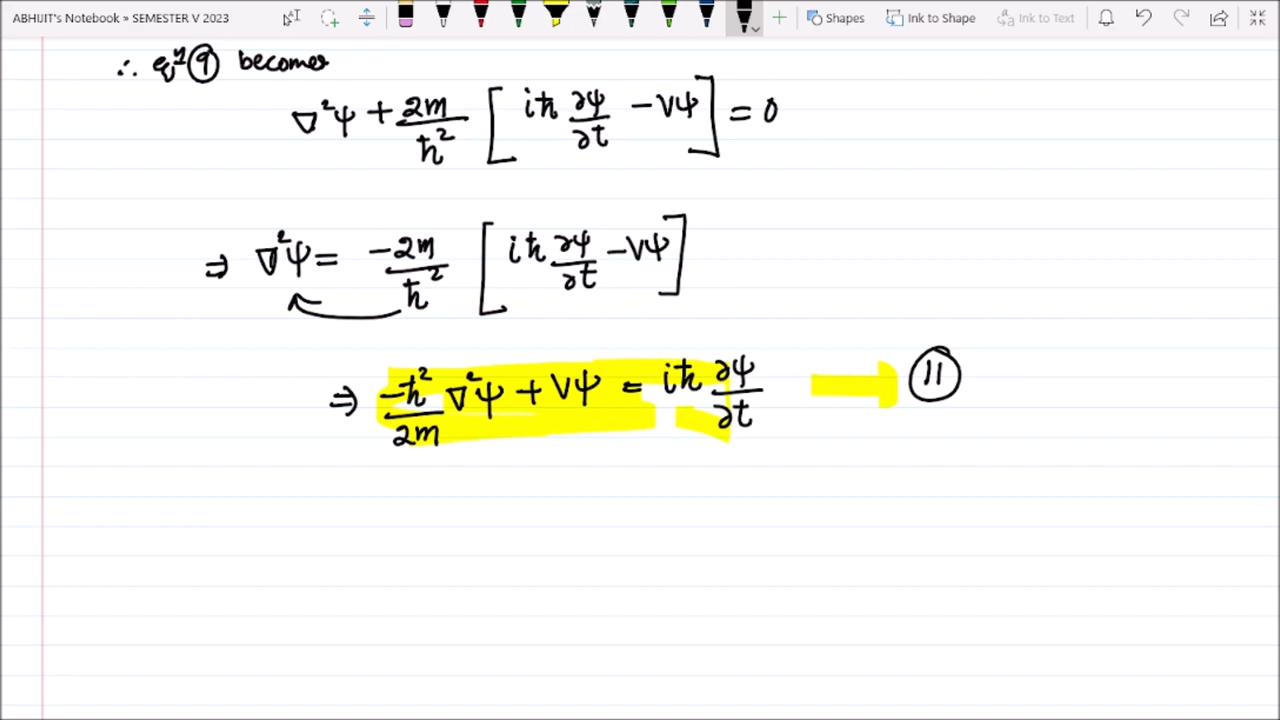 ABHIJIT's Notebook » SEMESTER V 2023 Shapes Ink to Shape Ink to Text
∴ eqⁿ ⑨ becomes
∇²ψ + 2m/ħ² [iħ ∂ψ/∂t − Vψ] = 0
⇒ ∇²ψ = −2m/ħ² [iħ ∂ψ/∂t − Vψ]
⇒ −ħ²/2m ∇²ψ + Vψ = iħ ∂ψ/∂t → ⑪